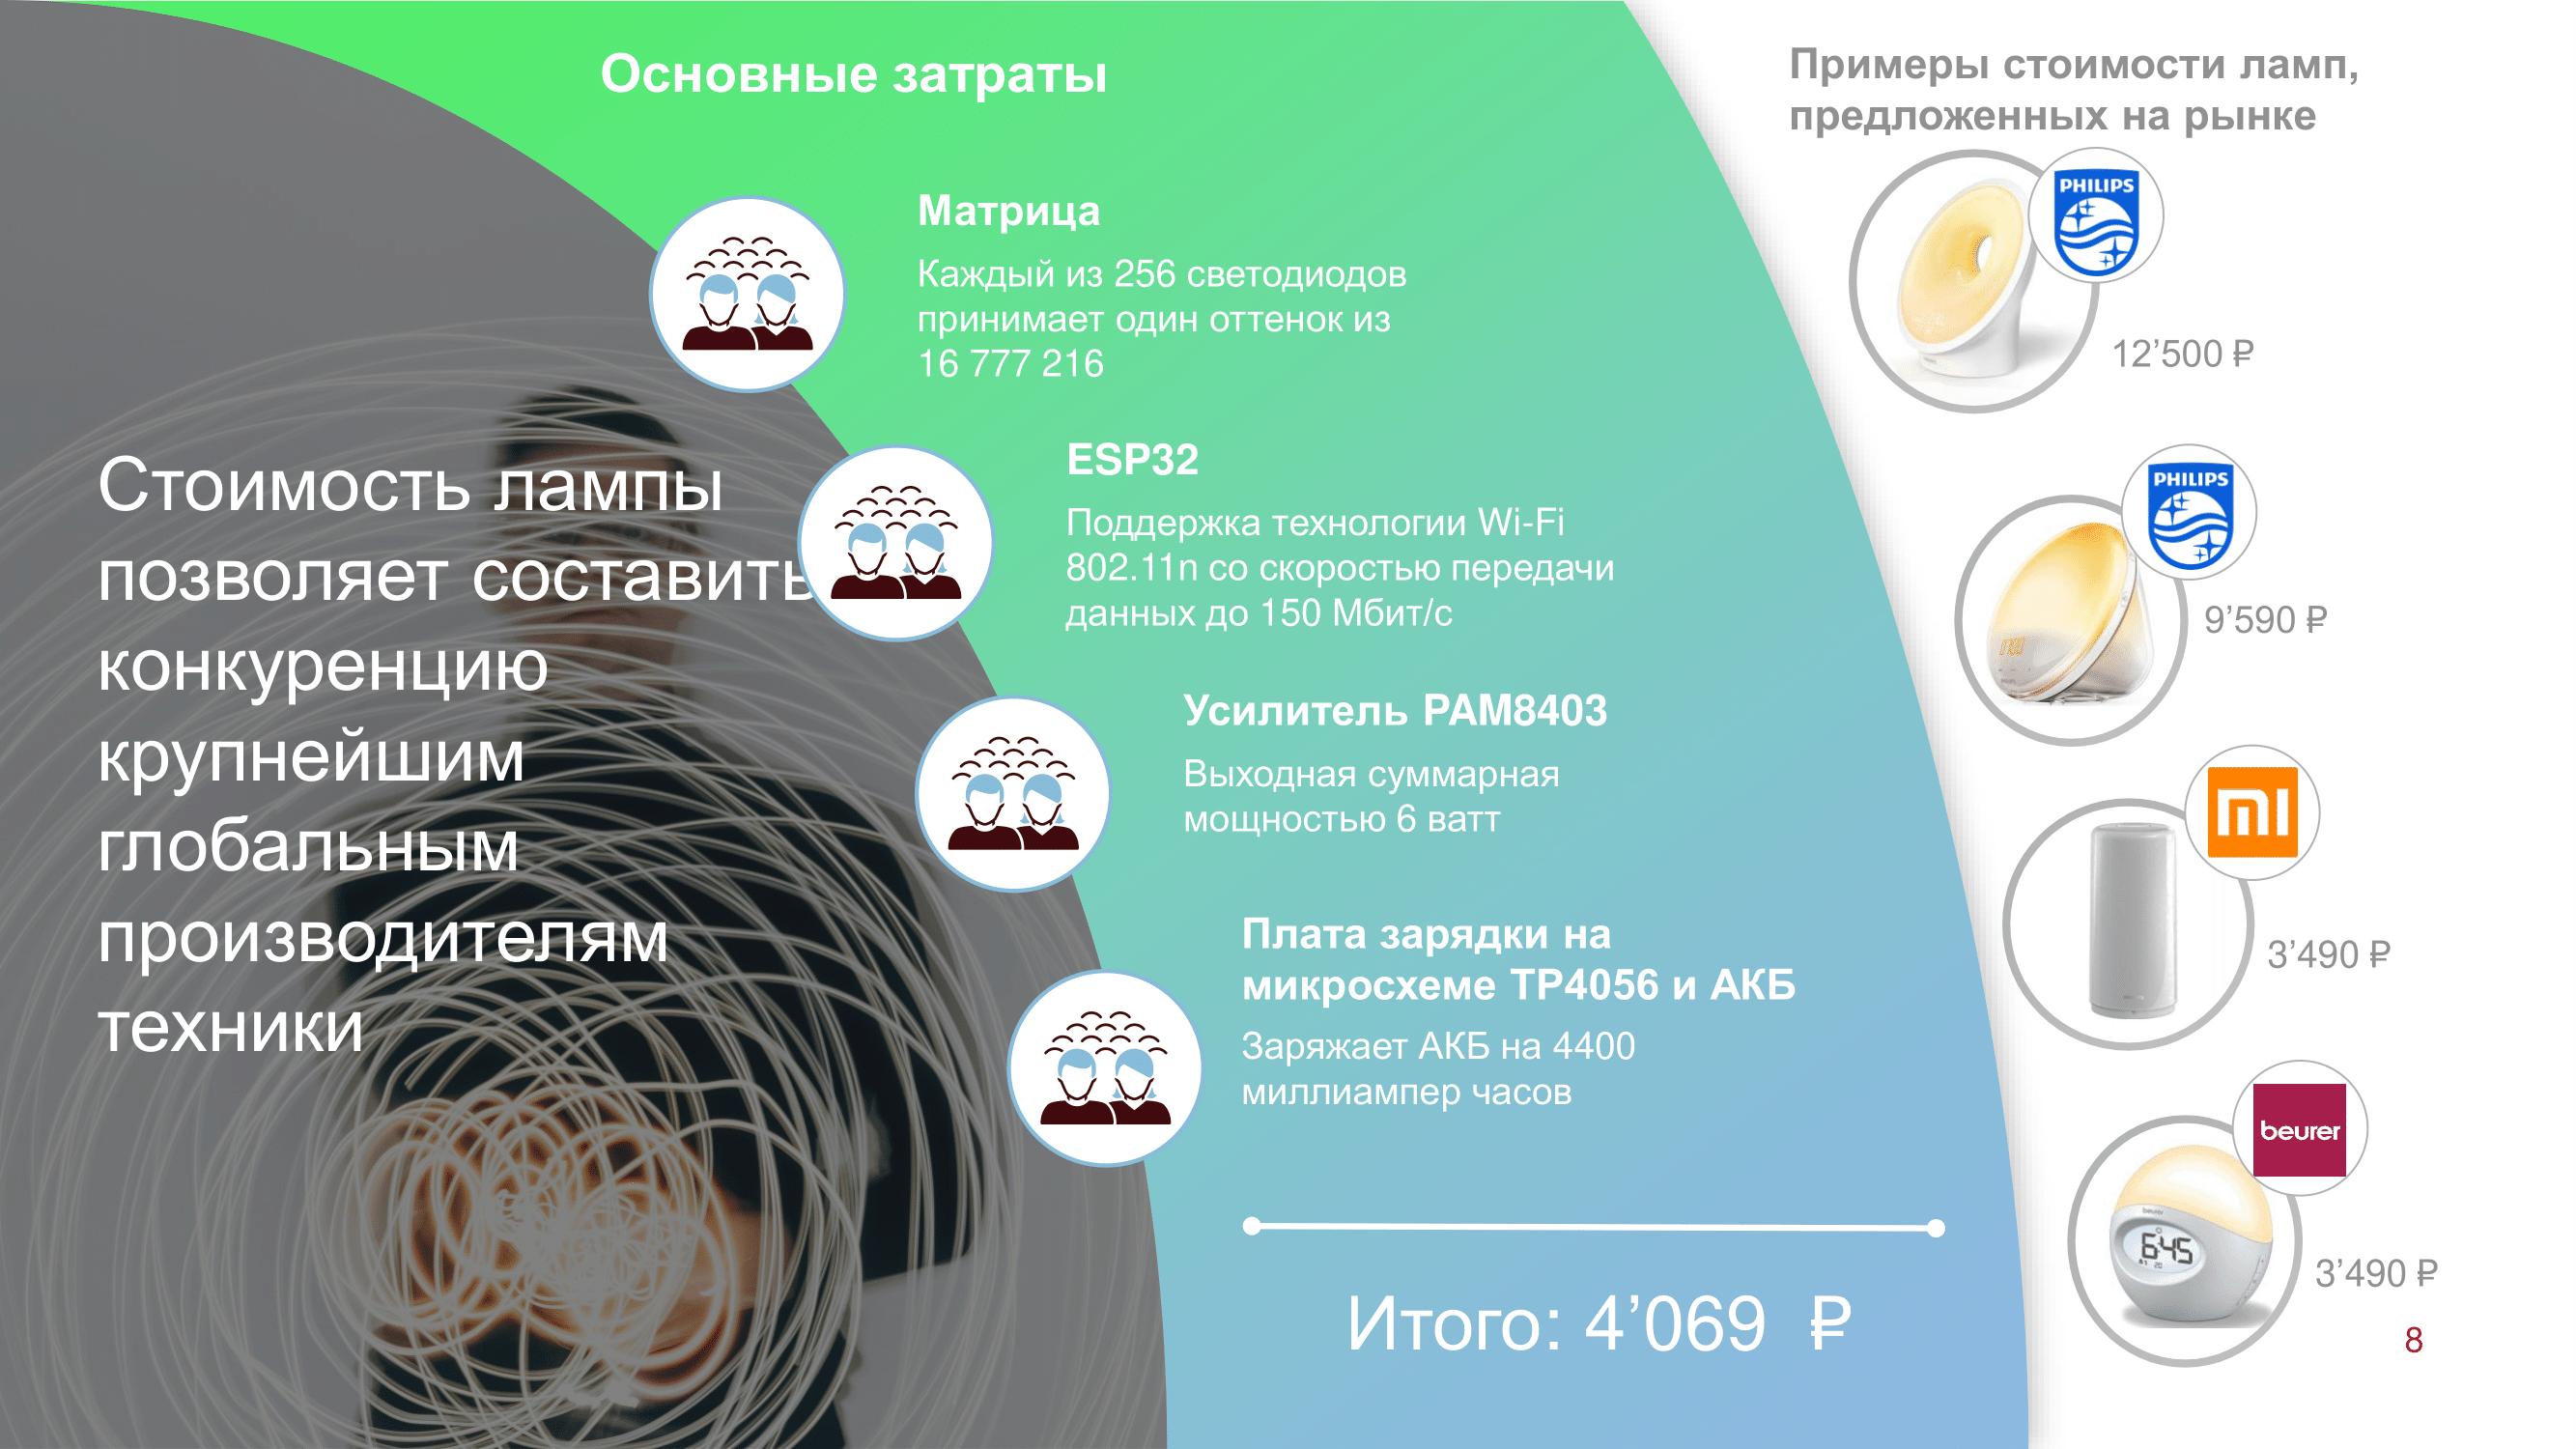 Стоимость лампы
позволяет составить
конкуренцию
крупнейшим
глобальным
производителям
техники
Основные затраты
Матрица
Каждый из 256 светодиодов
принимает один оттенок из
16 777 216
ESP32
Поддержка технологии Wi-Fi
802.11n со скоростью передачи
данных до 150 Мбит/с
Усилитель PAM8403
Выходная суммарная
мощностью 6 ватт
Плата зарядки на
микросхеме TP4056 и АКБ
Заряжает АКБ на 4400
миллиампер часов
Итого: 4’069 ₽
Примеры стоимости ламп,
предложенных на рынке
PHILIPS
12’500 ₽
PHILIPS
9’590 ₽
mi
3’490 ₽
beurer
beurer
6:45
3’490 ₽
8